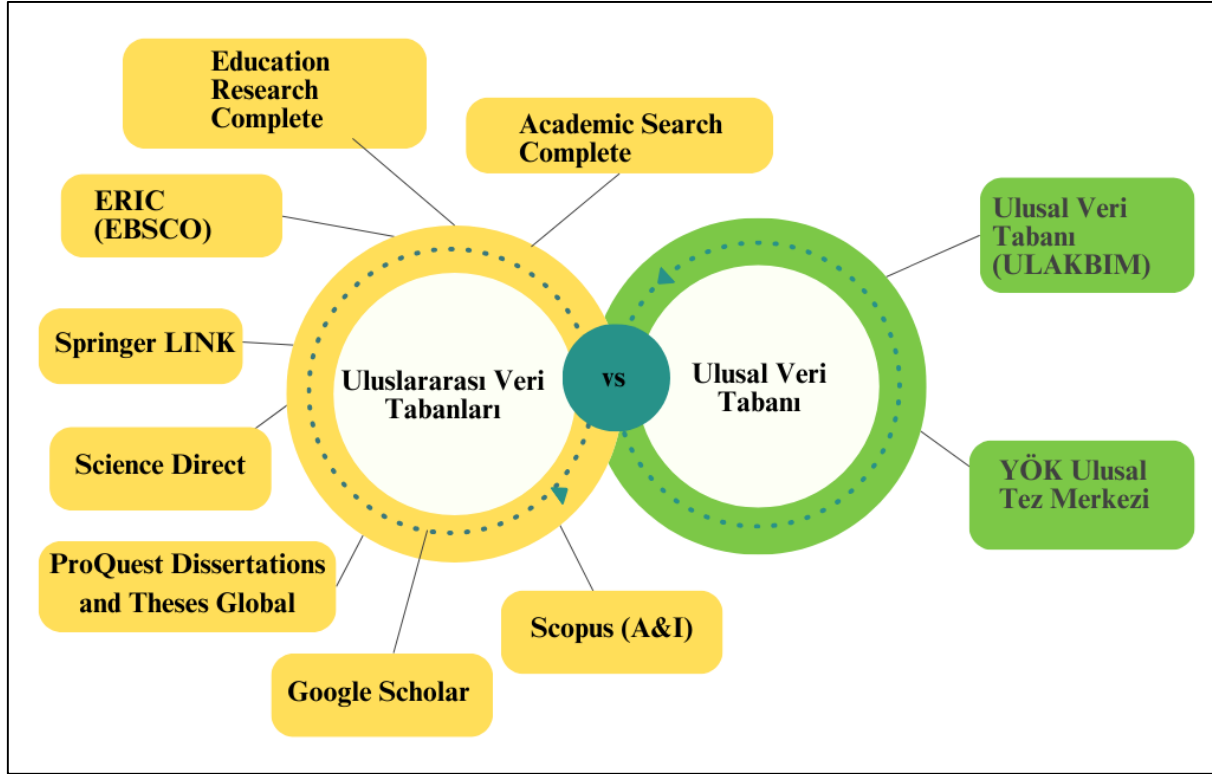 Education
Research
Complete
Academic Search
Complete
ERIC
(EBSCO)
Ulusal Veri
Tabanı
(ULAKBIM)
Springer LINK
Uluslararası Veri
Tabanları
vs
Ulusal Veri
Tabanı
Science Direct
YÖK Ulusal
Tez Merkezi
ProQuest Dissertations
and Theses Global
Scopus (A&I)
Google Scholar